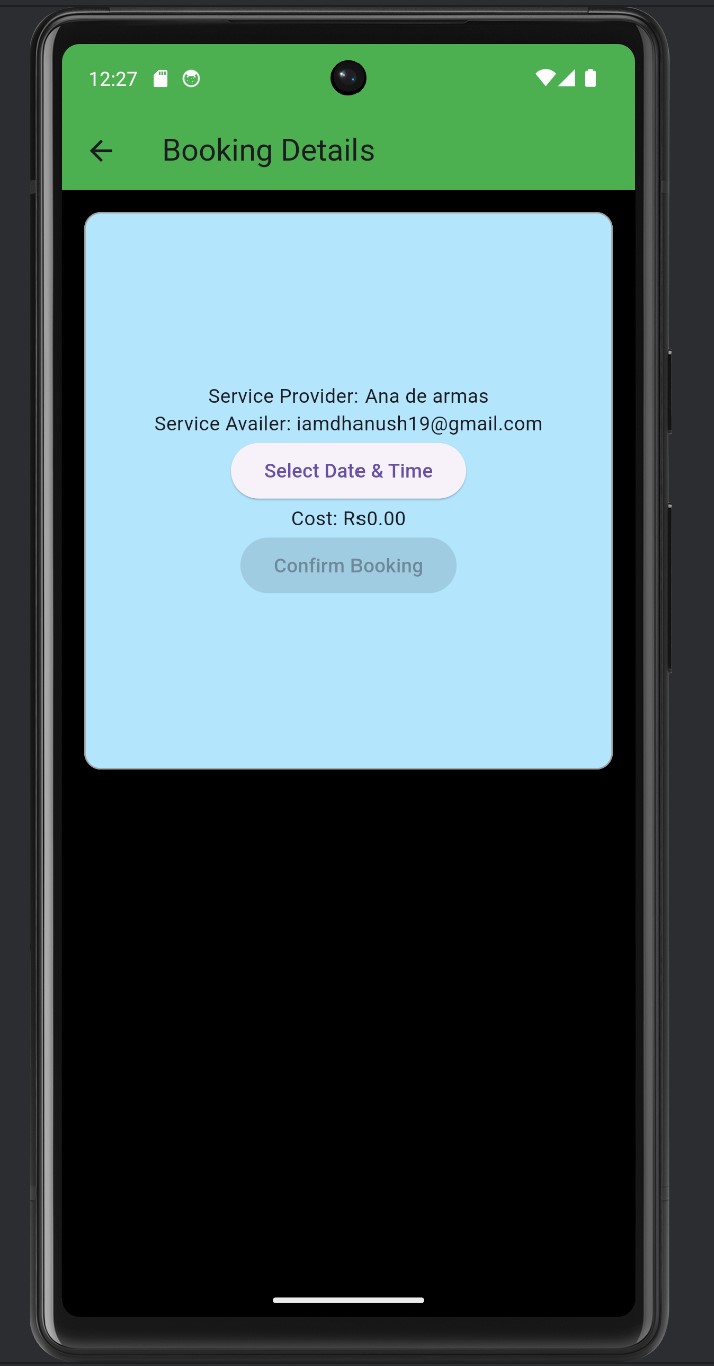 12:27
Booking Details
Service Provider: Ana de armas
Service Availer: iamdhanush19@gmail.com
Select Date & Time
Cost: Rs0.00
Confirm Booking